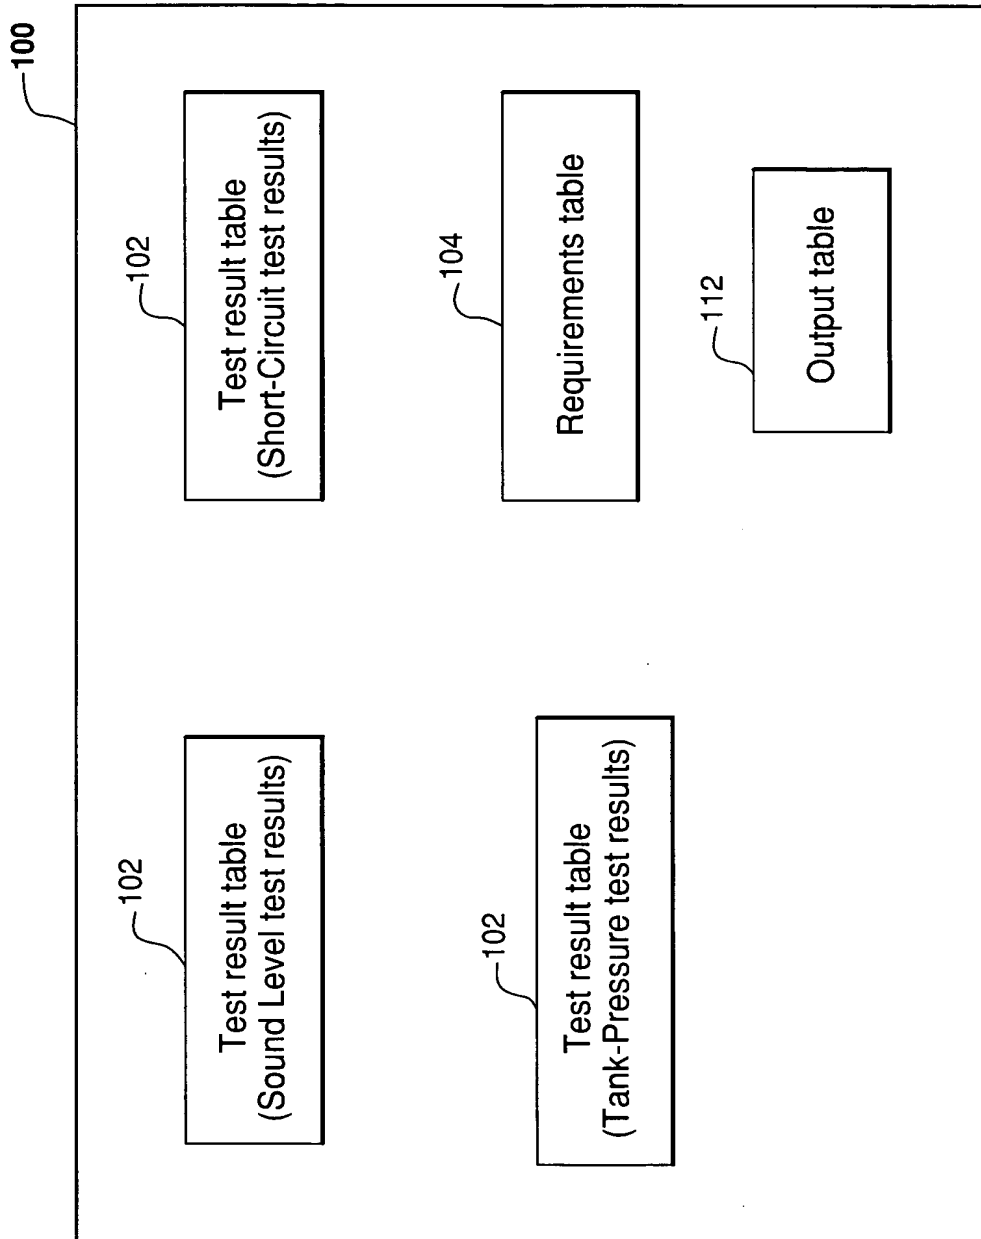 100
102
Test result table
(Sound Level test results)
102
Test result table
(Short-Circuit test results)
102
Test result table
(Tank-Pressure test results)
104
Requirements table
112
Output table